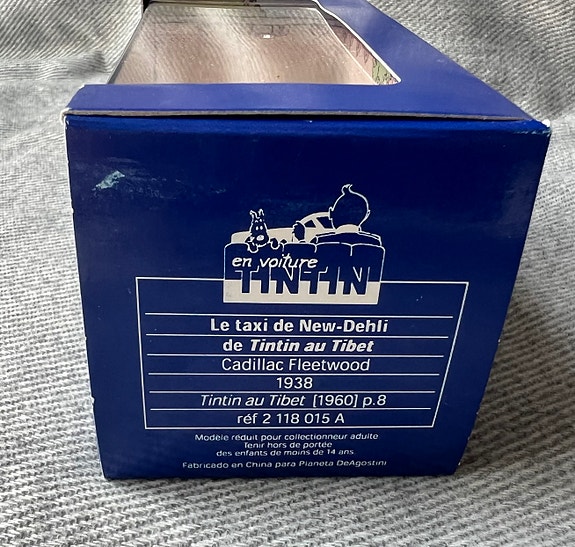 en voiture
TINTIN
Le taxi de New-Dehli
de Tintin au Tibet
Cadillac Fleetwood
1938
Tintin au Tibet [1960] p.8
réf 2 118 015 A
Modèle réduit pour collectionneur adulte
Tenir hors de portée
des enfants de moins de 14 ans
Fabricado en China para Planeta DeAgostini